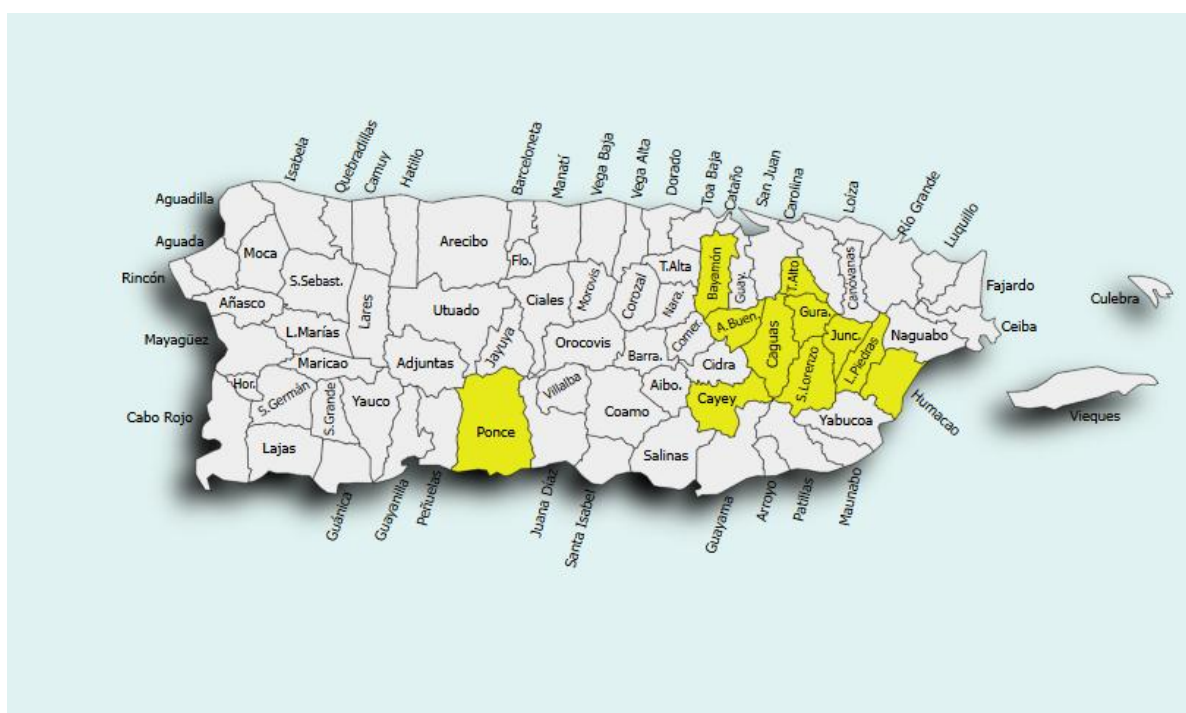 Isabela
Quebradillas
Camuy
Hatillo
Barceloneta
Manatí
Vega Baja
Vega Alta
Dorado
Toa Baja
Cataño
San Juan
Carolina
Loiza
Río Grande
Luquillo
Aguadilla
Aguada
Rincón
Mayagüez
Cabo Rojo
Moca
Arecibo
Flo.
T.Alta
Bayamón
Guay.
T.Alto
Canóvanas
Fajardo
Culebra
Ceiba
S.Sebast.
Añasco
Lares
Utuado
Ciales
Morovis
Corozal
Nara.
A.Buen.
Gura.
L.Marías
Jayuya
Orocovis
Comer.
Caguas
Junc.
Naguabo
Maricao
Adjuntas
Barra.
Cidra
L.Piedras
Hor.
S.Germán
S.Grande
Yauco
Villalba
Aibo.
Cayey
S.Lorenzo
Humacao
Vieques
Ponce
Coamo
Yabucoa
Lajas
Salinas
Guánica
Guayanilla
Peñuelas
Juana Díaz
Santa Isabel
Guayama
Arroyo
Patillas
Maunabo